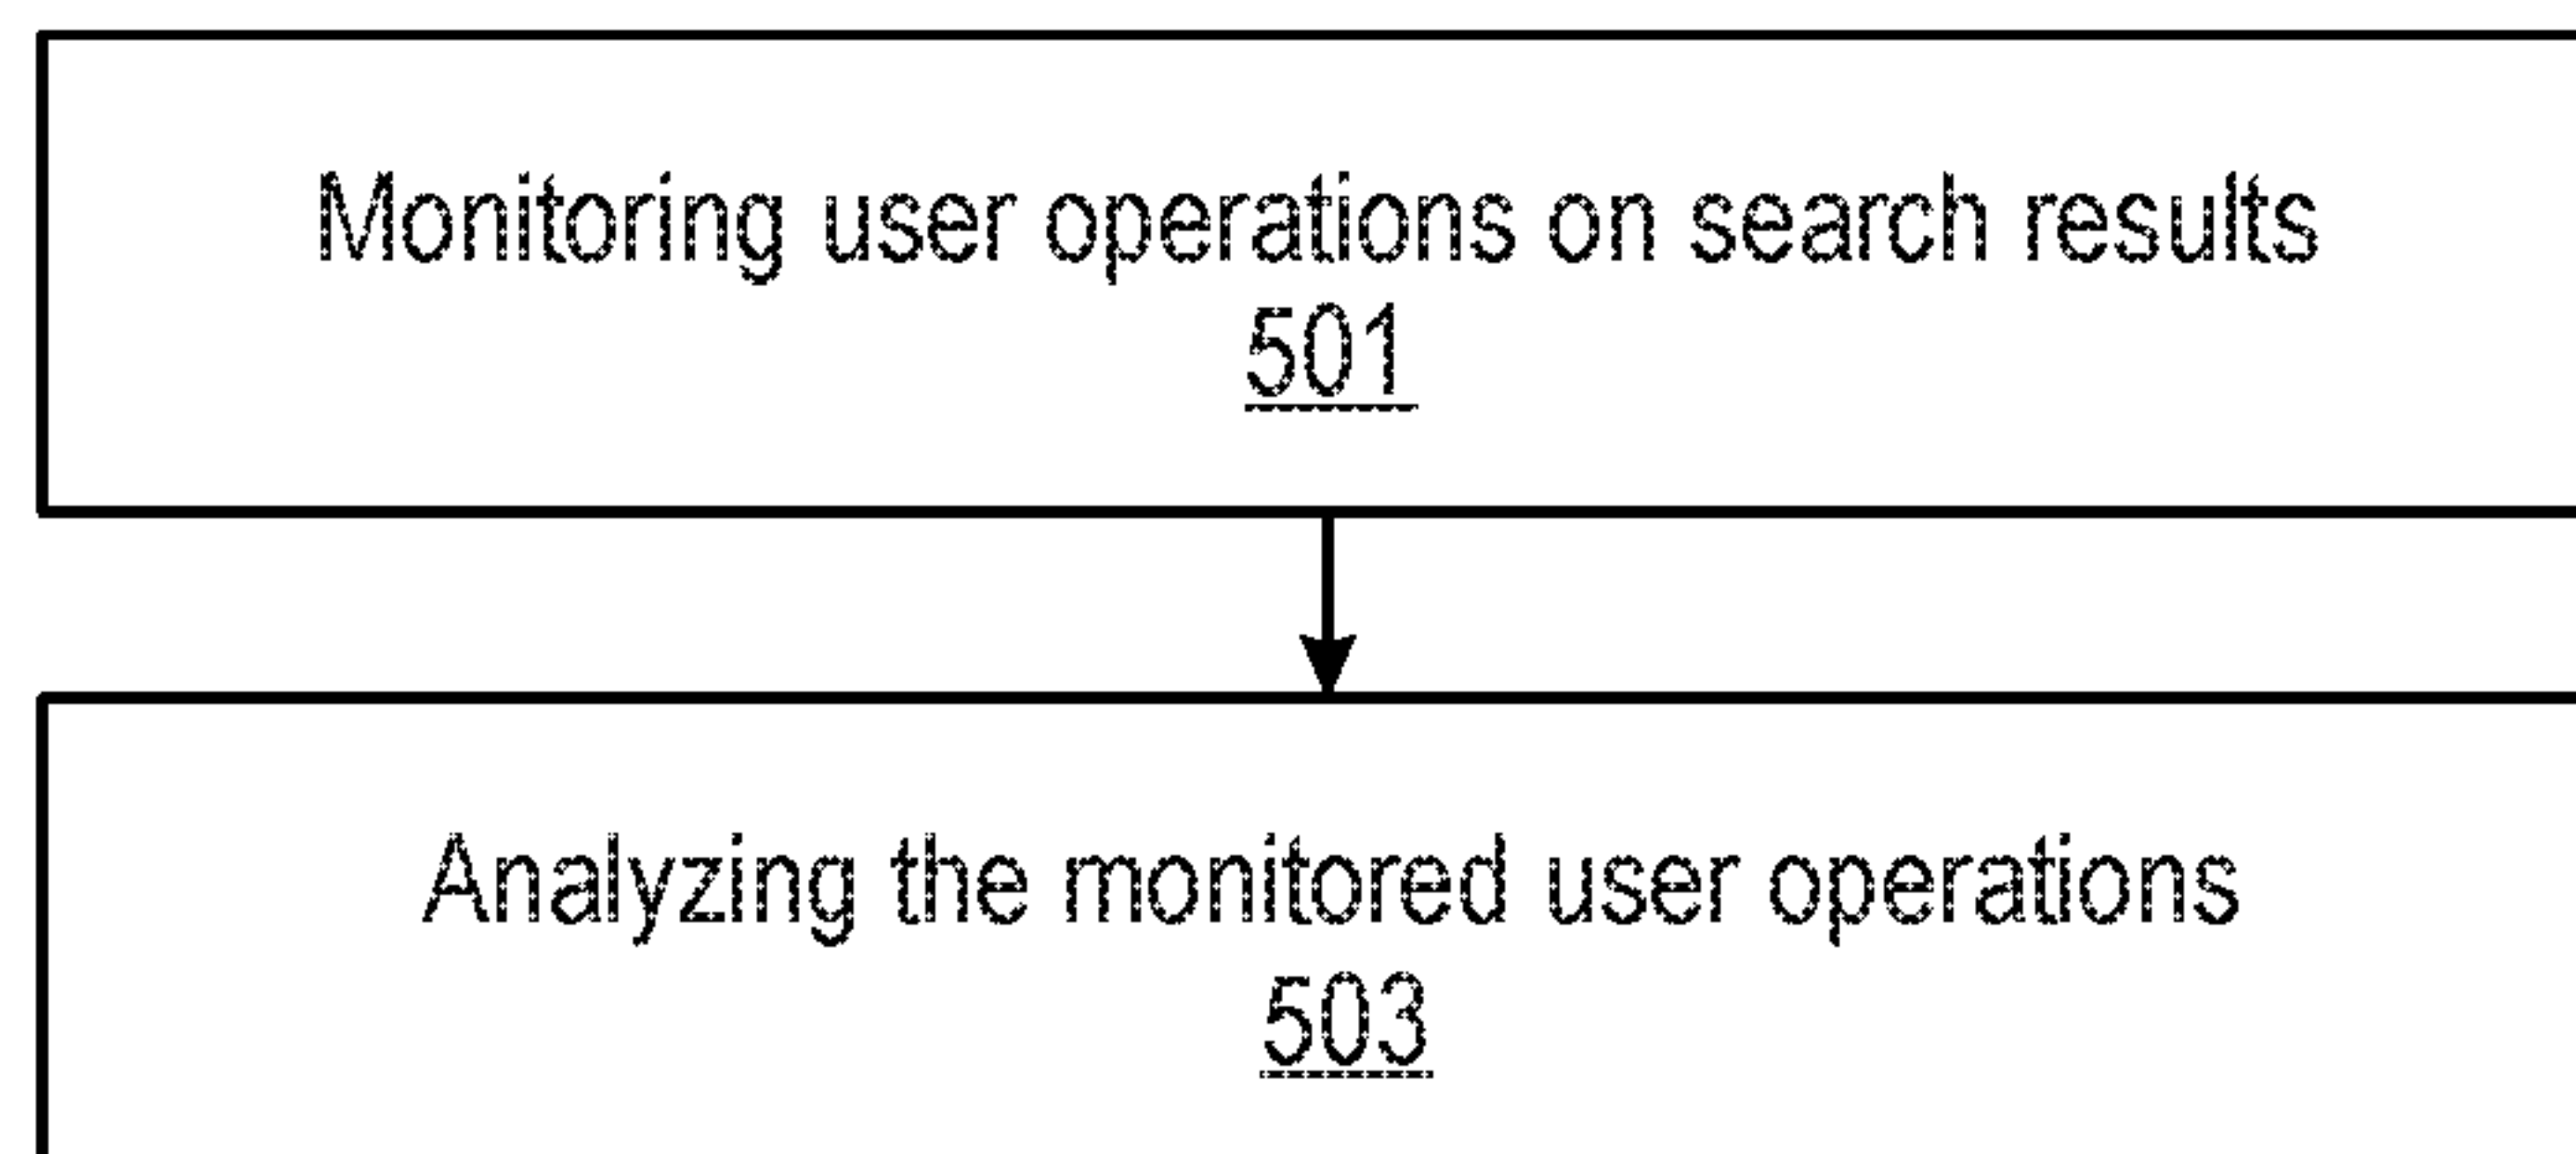 Monitoring user operations on search results
501
Analyzing the monitored user operations
503